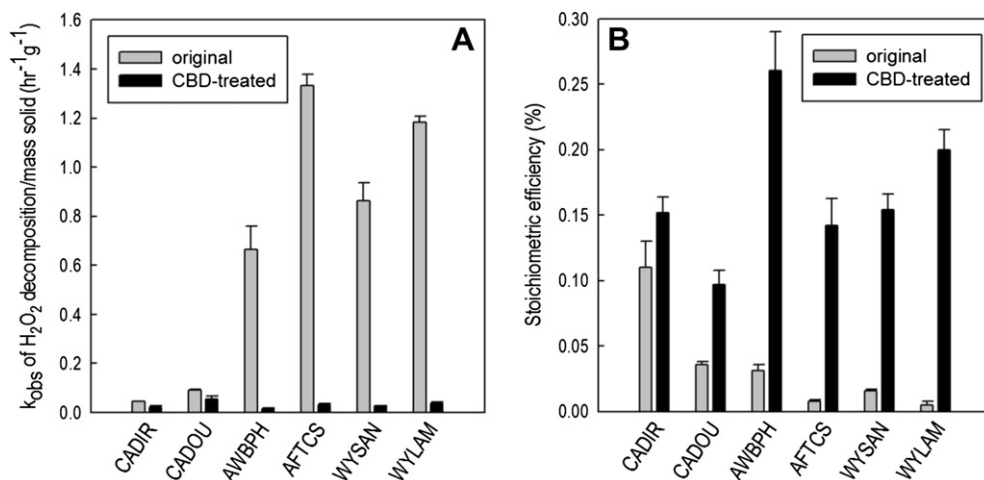 A
original
CBD-treated
k_obs of H₂O₂ decomposition/mass solid (hr⁻¹g⁻¹)
1.6
1.4
1.2
1.0
0.8
0.6
0.4
0.2
0.0
CADIR
CADOU
AWBPH
AFTCS
WYSAN
WYLAM
B
original
CBD-treated
Stoichiometric efficiency (%)
0.30
0.25
0.20
0.15
0.10
0.05
0.00
CADIR
CADOU
AWBPH
AFTCS
WYSAN
WYLAM